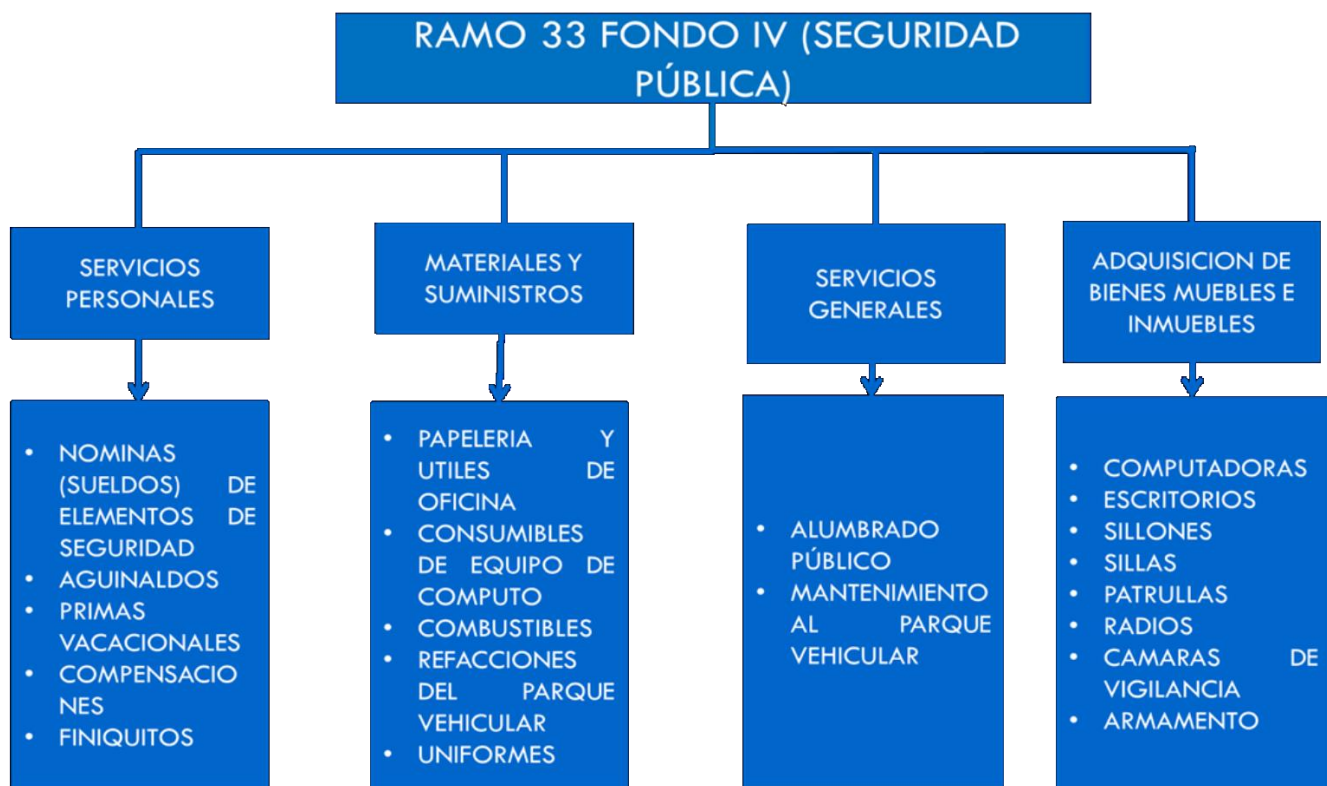 RAMO 33 FONDO IV (SEGURIDAD
PÚBLICA)
SERVICIOS
PERSONALES
MATERIALES Y
SUMINISTROS
SERVICIOS
GENERALES
ADQUISICION DE
BIENES MUEBLES E
INMUEBLES
• NOMINAS
(SUELDOS) DE
ELEMENTOS DE
SEGURIDAD
• AGUINALDOS
• PRIMAS
VACACIONALES
• COMPENSACIO
NES
• FINIQUITOS
• PAPELERIA Y
UTILES DE
OFICINA
• CONSUMIBLES
DE EQUIPO DE
COMPUTO
• COMBUSTIBLES
• REFACCIONES
DEL PARQUE
VEHICULAR
• UNIFORMES
• ALUMBRADO
PÚBLICO
• MANTENIMIENTO
AL PARQUE
VEHICULAR
• COMPUTADORAS
• ESCRITORIOS
• SILLONES
• SILLAS
• PATRULLAS
• RADIOS
• CAMARAS DE
VIGILANCIA
• ARMAMENTO